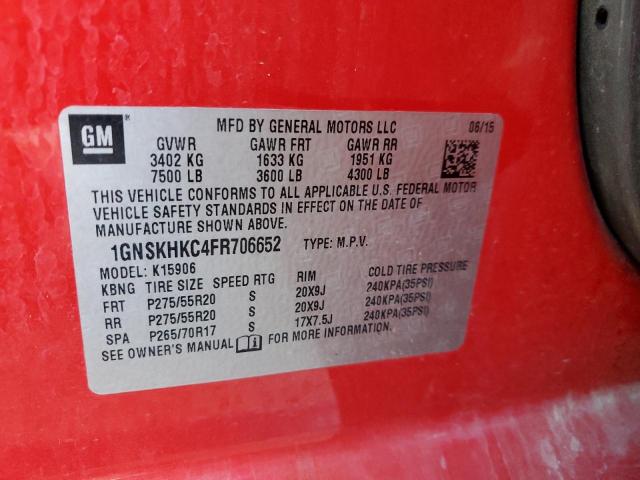 GM
MFD BY GENERAL MOTORS LLC 06/15
GVWR GAWR FRT GAWR RR
3402 KG 1633 KG 1951 KG
7500 LB 3600 LB 4300 LB
THIS VEHICLE CONFORMS TO ALL APPLICABLE U.S. FEDERAL MOTOR
VEHICLE SAFETY STANDARDS IN EFFECT ON THE DATE OF
MANUFACTURE SHOWN ABOVE.
1GNSKHKC4FR706652 TYPE: M.P.V.
MODEL: K15906
KBNG TIRE SIZE SPEED RTG RIM COLD TIRE PRESSURE
FRT P275/55R20 S 20X9J 240KPA(35PSI)
RR P275/55R20 S 20X9J 240KPA(35PSI)
SPA P265/70R17 S 17X7.5J 240KPA(35PSI)
SEE OWNER'S MANUAL FOR MORE INFORMATION.